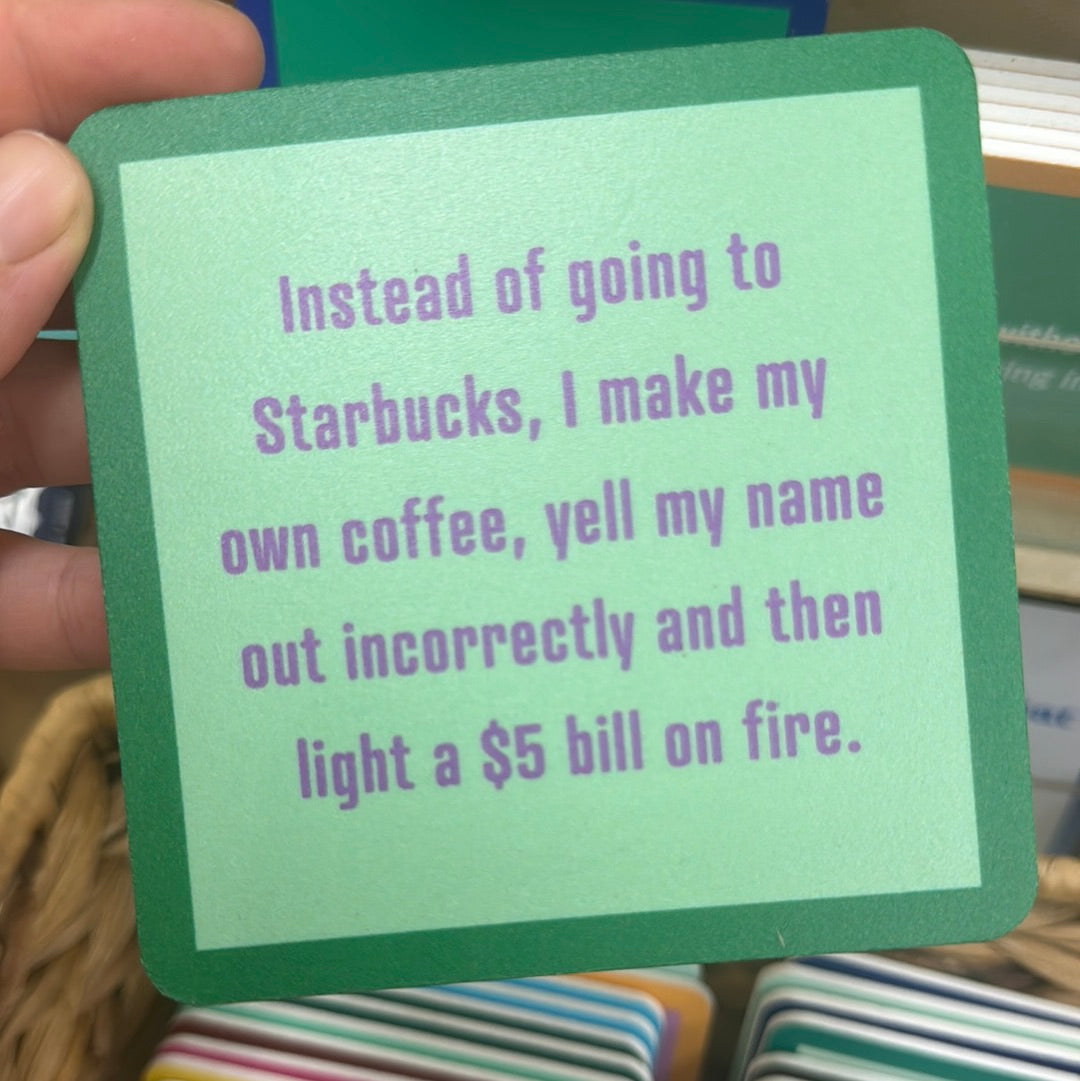 Instead of going to
Starbucks, I make my
own coffee, yell my name
out incorrectly and then
light a $5 bill on fire.